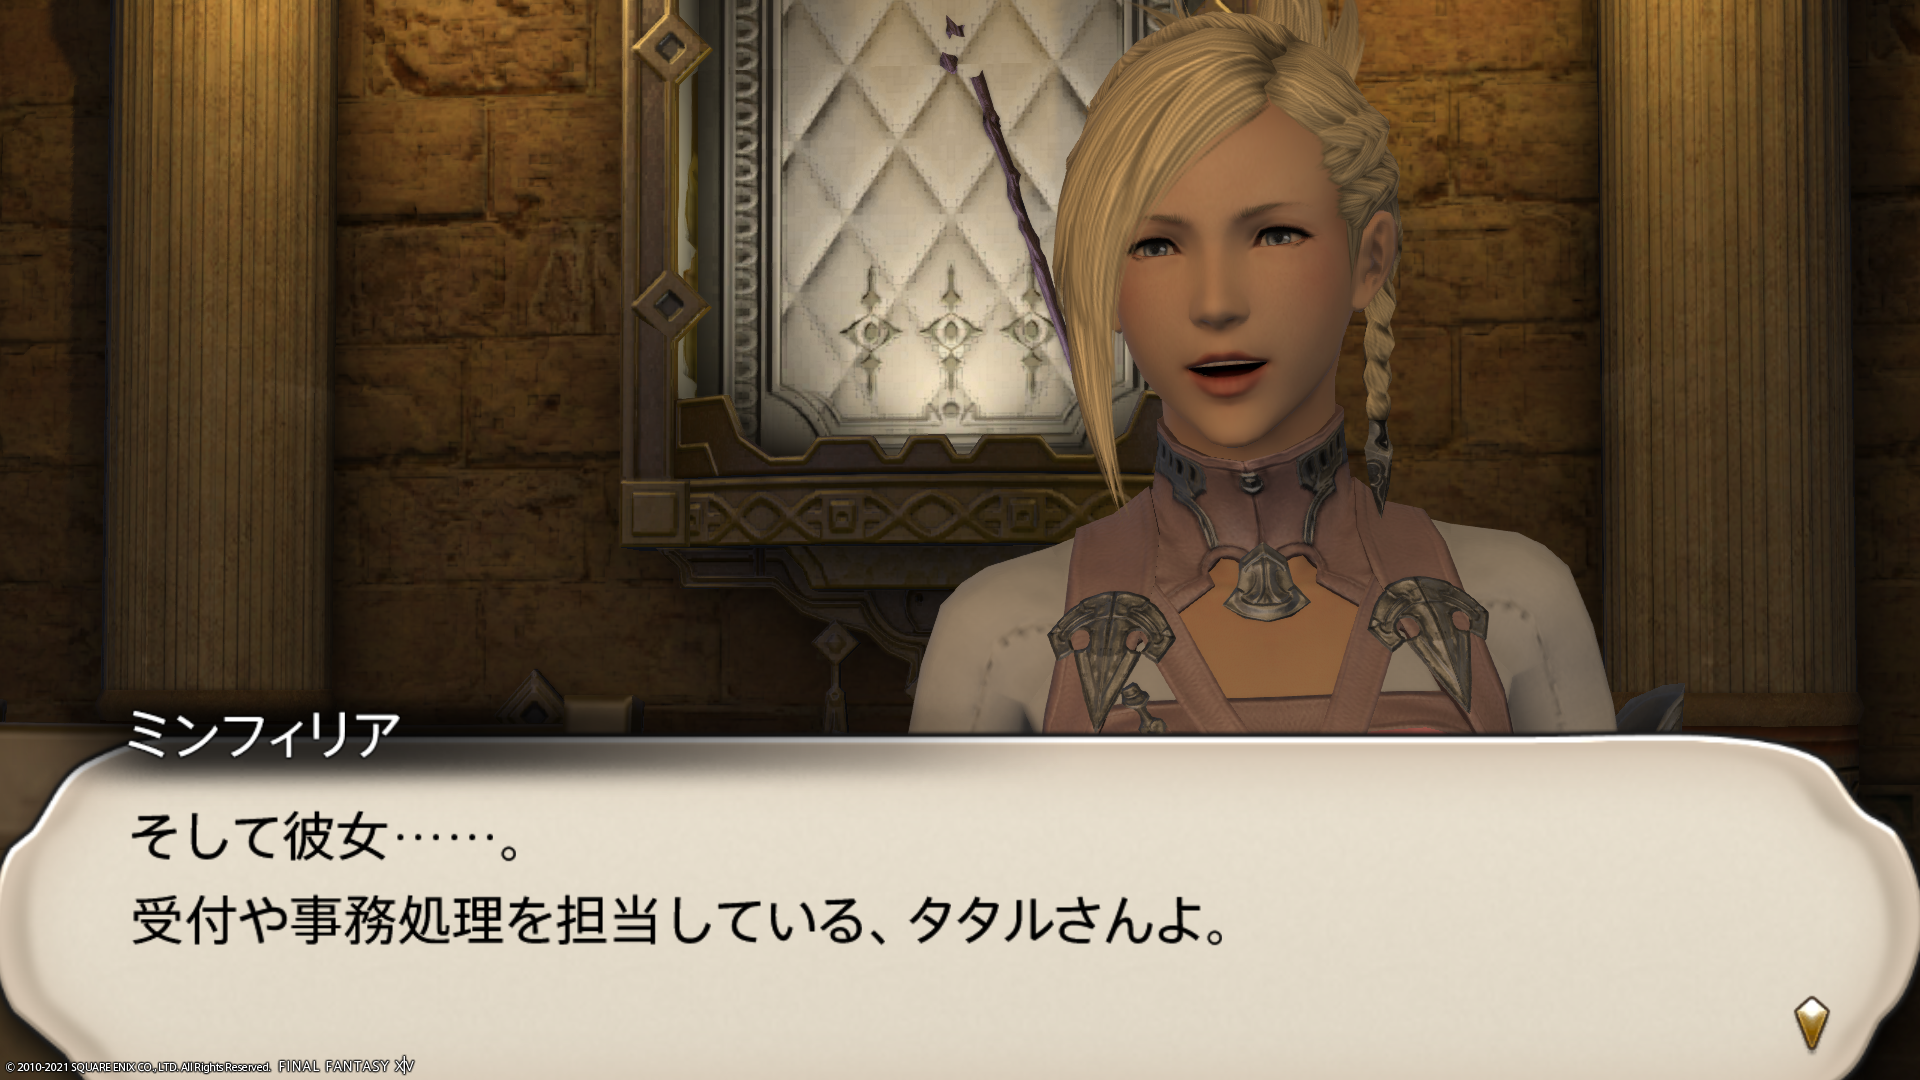 ミンフィリア
そして彼女……。
受付や事務処理を担当している、タタルさんよ。
© 2010-2021 SQUARE ENIX CO., LTD. All Rights Reserved. FINAL FANTASY XIV